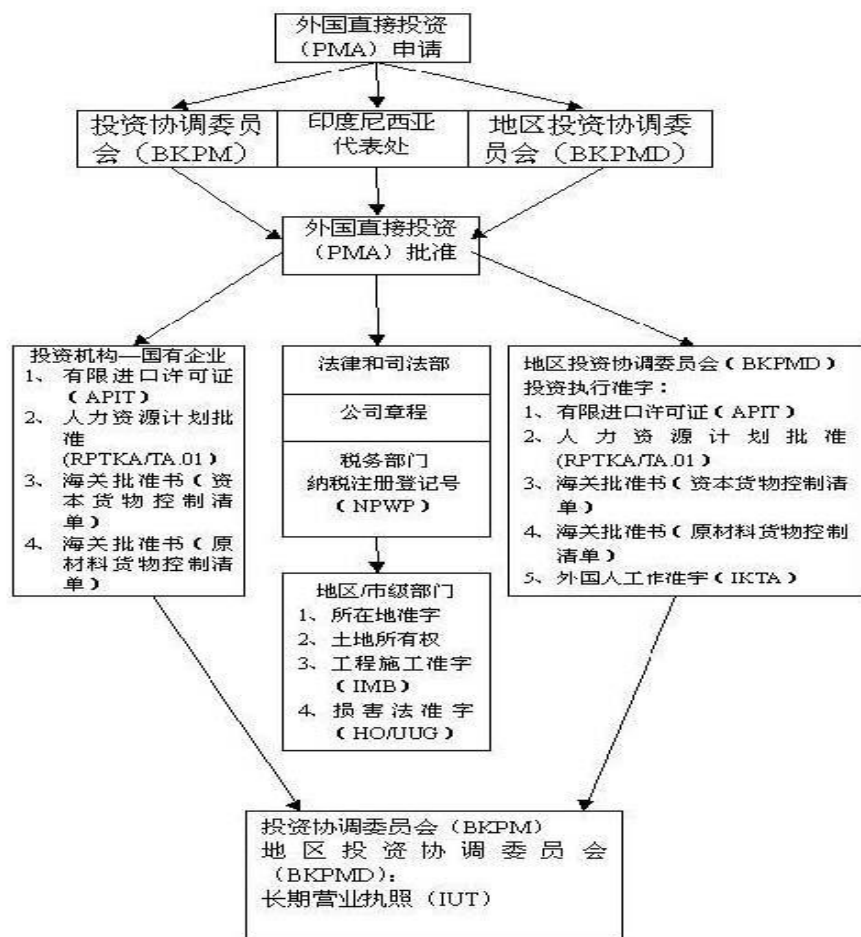 外国直接投资
（PMA）申请
投资协调委员
会（BKPM）
印度尼西亚
代表处
地区投资协调委
员会（BKPMD）
外国直接投资
（PMA）批准
投资机构—国有企业
1、有限进口许可证
（APIT）
2、人力资源计划批
准
(RPTKA/TA.01)
3、海关批准书（资
本货物控制清
单）
4、海关批准书（原
材料货物控制清
单）
法律和司法部
公司章程
税务部门
纳税注册登记号
（NPWP）
地区/市级部门
1、所在地准字
2、土地所有权
3、工程施工准字
（IMB）
4、损害法准字
（HO/UUG）
地区投资协调委员会（BKPMD）
投资执行准字：
1、有限进口许可证（APIT）
2、人力资源计划批准
(RPTKA/TA.01)
3、海关批准书（资本货物控制清
单）
4、海关批准书（原材料货物控制
清单）
5、外国人工作准字（IKTA）
投资协调委员会（BKPM）
地区投资协调委员会
（BKPMD）：
长期营业执照（IUT）